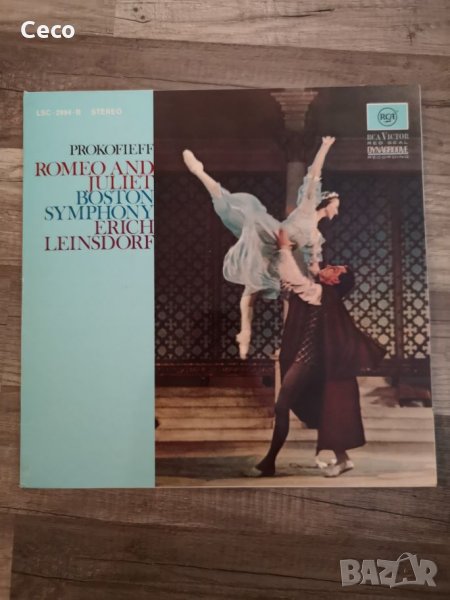 Ceco
LSC-2994-B STEREO
RCA
RCA VICTOR
RED SEAL
DYNAGROOVE
RECORDING
PROKOFIEFF
ROMEO AND
JULIET
BOSTON
SYMPHONY
ERICH
LEINSDORF
BAZAR